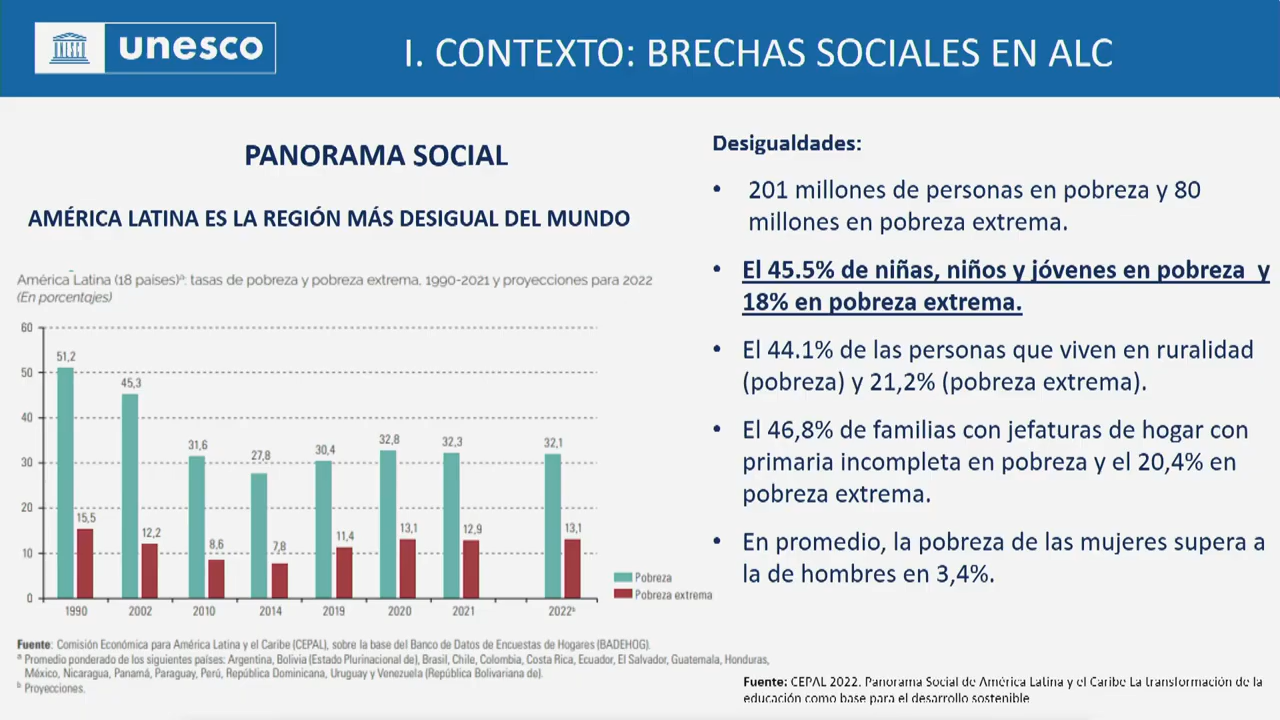 unesco
I. CONTEXTO: BRECHAS SOCIALES EN ALC
PANORAMA SOCIAL
AMÉRICA LATINA ES LA REGIÓN MÁS DESIGUAL DEL MUNDO
América Latina (18 países)ª: tasas de pobreza y pobreza extrema, 1990-2021 y proyecciones para 2022
(En porcentajes)
60
50
40
30
20
10
0
51,2
15,5
45,3
12,2
31,6
8,6
27,8
7,8
30,4
11,4
32,8
13,1
32,3
12,9
32,1
13,1
1990
2002
2010
2014
2019
2020
2021
2022ᵇ
Pobreza
Pobreza extrema
Fuente: Comisión Económica para América Latina y el Caribe (CEPAL), sobre la base del Banco de Datos de Encuestas de Hogares (BADEHOG).
ª Promedio ponderado de los siguientes países: Argentina, Bolivia (Estado Plurinacional de), Brasil, Chile, Colombia, Costa Rica, Ecuador, El Salvador, Guatemala, Honduras,
México, Nicaragua, Panamá, Paraguay, Perú, República Dominicana, Uruguay y Venezuela (República Bolivariana de).
ᵇ Proyecciones.
Desigualdades:
• 201 millones de personas en pobreza y 80
millones en pobreza extrema.
• El 45.5% de niñas, niños y jóvenes en pobreza y
18% en pobreza extrema.
• El 44.1% de las personas que viven en ruralidad
(pobreza) y 21,2% (pobreza extrema).
• El 46,8% de familias con jefaturas de hogar con
primaria incompleta en pobreza y el 20,4% en
pobreza extrema.
• En promedio, la pobreza de las mujeres supera a
la de hombres en 3,4%.
Fuente: CEPAL 2022. Panorama Social de América Latina y el Caribe La transformación de la
educación como base para el desarrollo sostenible